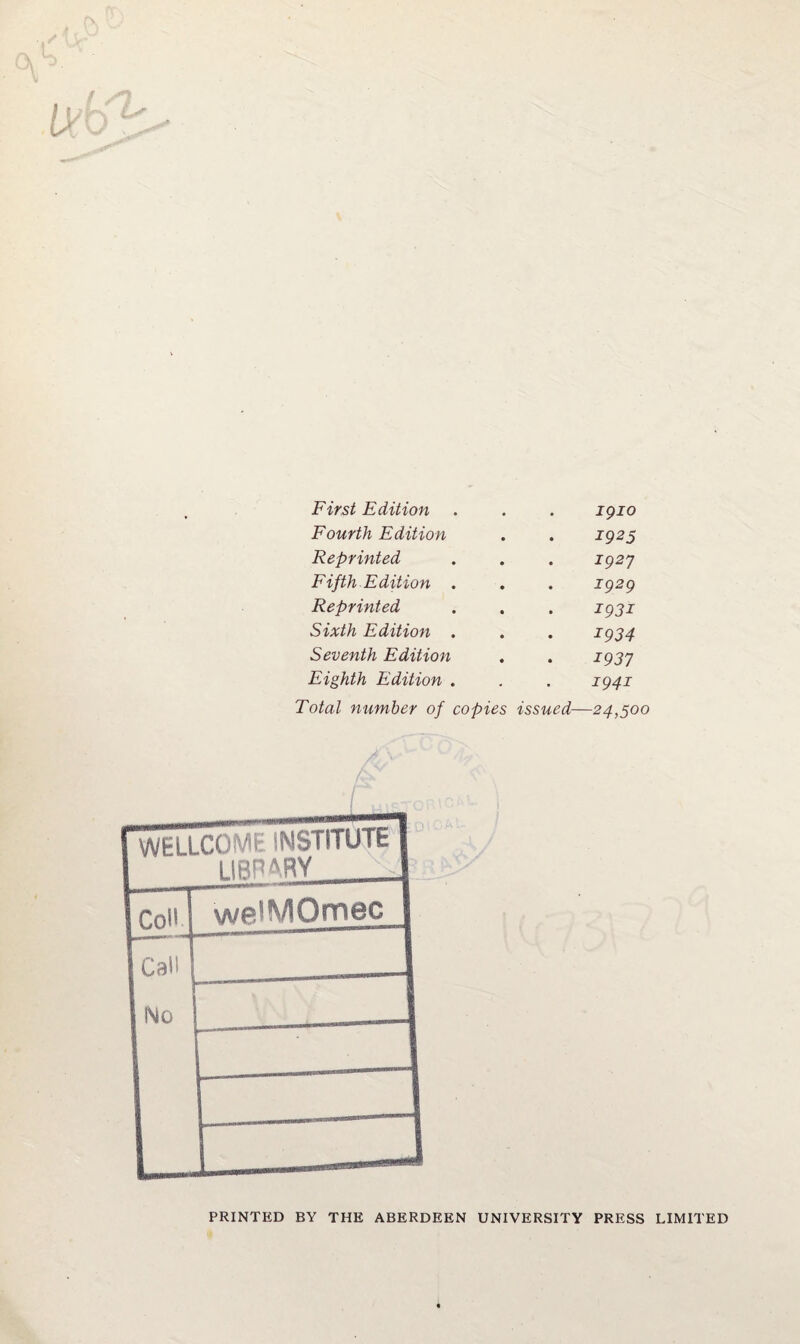 First Edition . . . 1910
Fourth Edition . . 1925
Reprinted . . . 1927
Fifth Edition . . . 1929
Reprinted . . . 1931
Sixth Edition . . . 1934
Seventh Edition . . 1937
Eighth Edition . . . 1941
Total number of copies issued—24,500
HISTORICAL
WELLCOME INSTITUTE
LIBRARY
Coll. welMOmec
Call
No
PRINTED BY THE ABERDEEN UNIVERSITY PRESS LIMITED